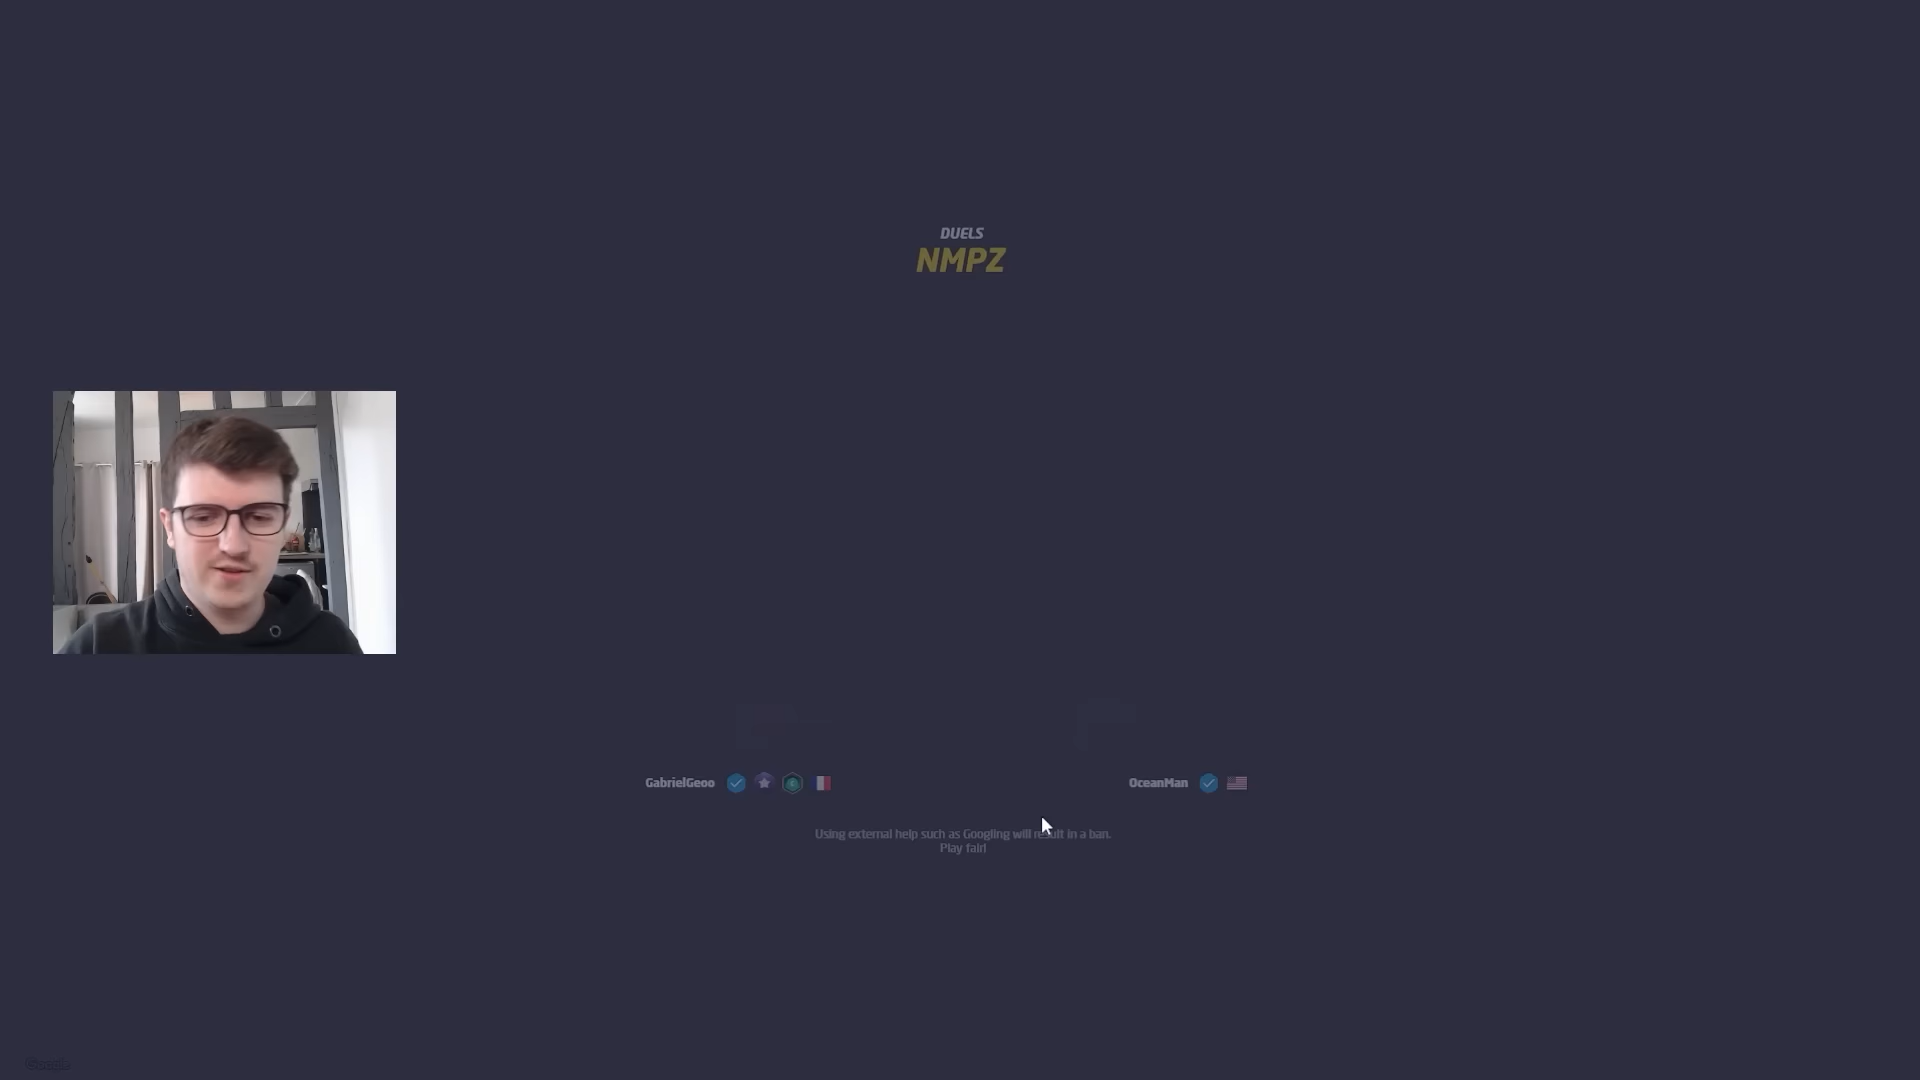 DUELS
NMPZ
GabrielGeoo
OceanMan
Using external help such as Googling will result in a ban.
Play fair!